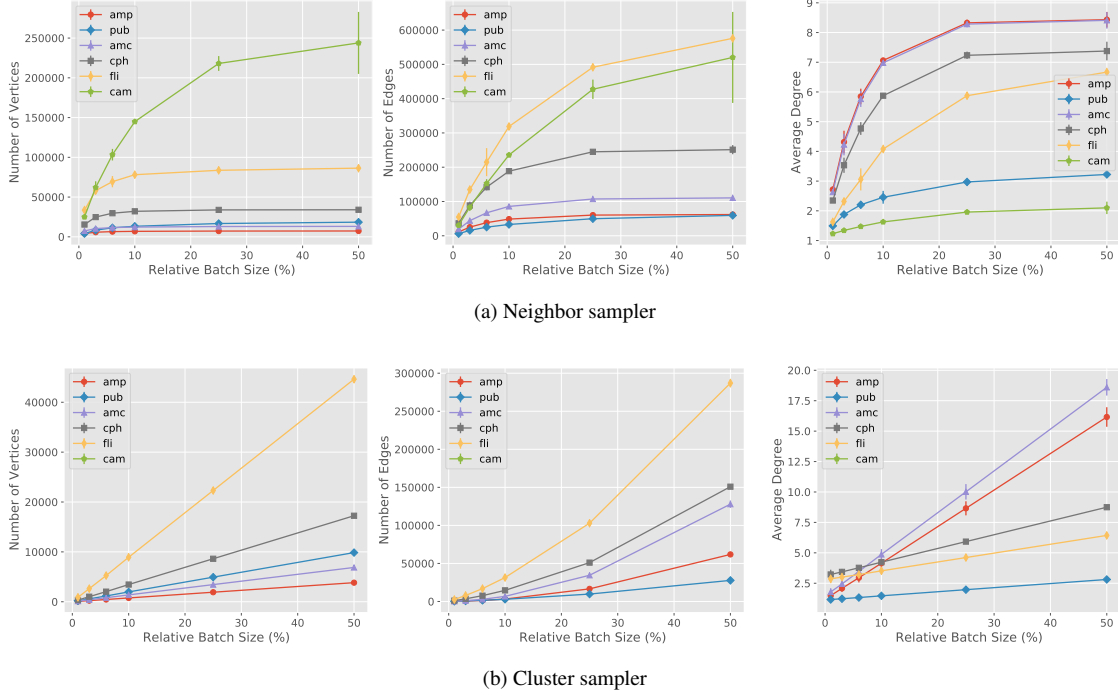 250000
200000
150000
100000
50000
0
Number of Vertices
amp
pub
amc
cph
fli
cam
0 10 20 30 40 50
Relative Batch Size (%)
600000
500000
400000
300000
200000
100000
0
Number of Edges
amp
pub
amc
cph
fli
cam
0 10 20 30 40 50
Relative Batch Size (%)
9
8
7
6
5
4
3
2
1
Average Degree
amp
pub
amc
cph
fli
cam
0 10 20 30 40 50
Relative Batch Size (%)
(a) Neighbor sampler
40000
30000
20000
10000
0
Number of Vertices
amp
pub
amc
cph
fli
cam
0 10 20 30 40 50
Relative Batch Size (%)
300000
250000
200000
150000
100000
50000
0
Number of Edges
amp
pub
amc
cph
fli
cam
0 10 20 30 40 50
Relative Batch Size (%)
20.0
17.5
15.0
12.5
10.0
7.5
5.0
2.5
Average Degree
amp
pub
amc
cph
fli
cam
0 10 20 30 40 50
Relative Batch Size (%)
(b) Cluster sampler